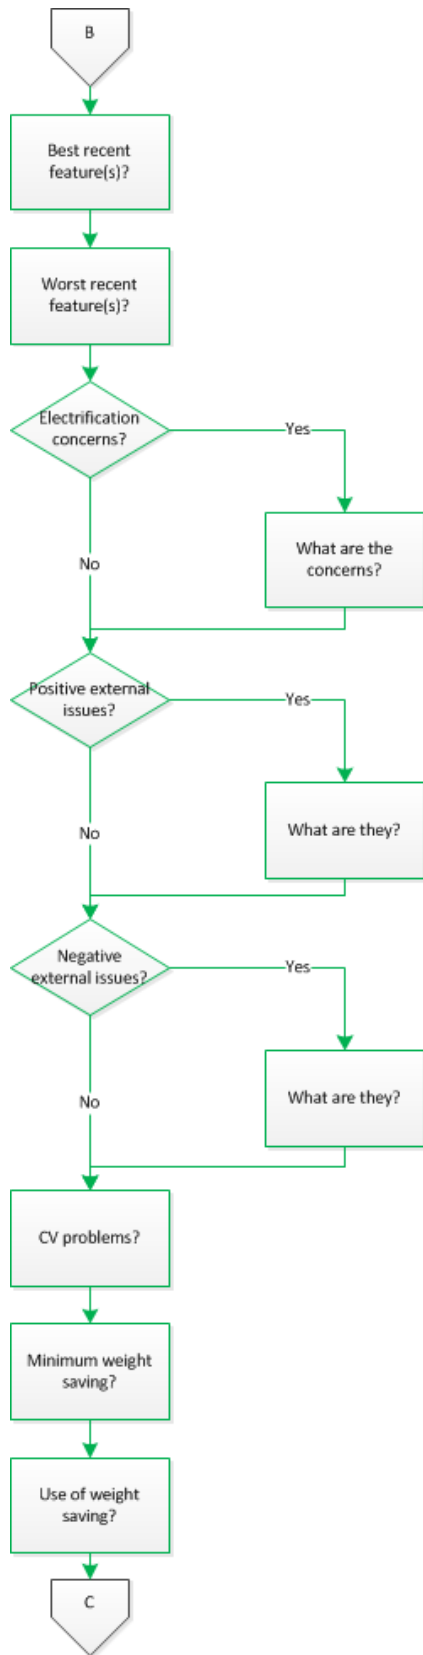 B
Best recent
feature(s)?
Worst recent
feature(s)?
Electrification
concerns?
Yes
What are the
concerns?
No
Positive external
issues?
Yes
What are they?
No
Negative
external issues?
Yes
What are they?
No
CV problems?
Minimum weight
saving?
Use of weight
saving?
C